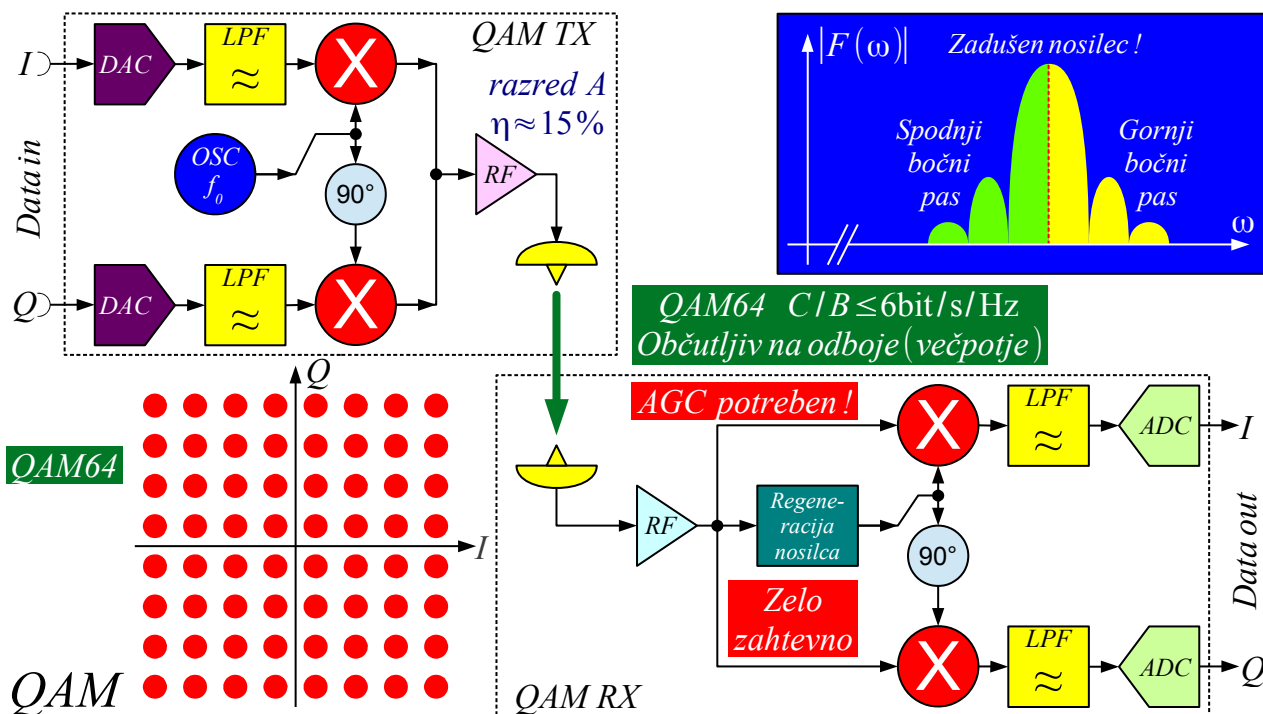 I
DAC
LPF
≈
X
QAM TX
razred A
η≈15%
Data in
OSC
f₀
90°
RF
Q
DAC
LPF
≈
X
|F(ω)|
Zadušen nosilec !
Spodnji
bočni
pas
Gornji
bočni
pas
//
ω
QAM64 C/B≤6bit/s/Hz
Občutljiv na odboje(večpotje)
Q
QAM64
I
QAM
AGC potreben !
X
LPF
≈
ADC
I
RF
Regene-
racija
nosilca
90°
Data out
Zelo
zahtevno
X
LPF
≈
ADC
Q
QAM RX